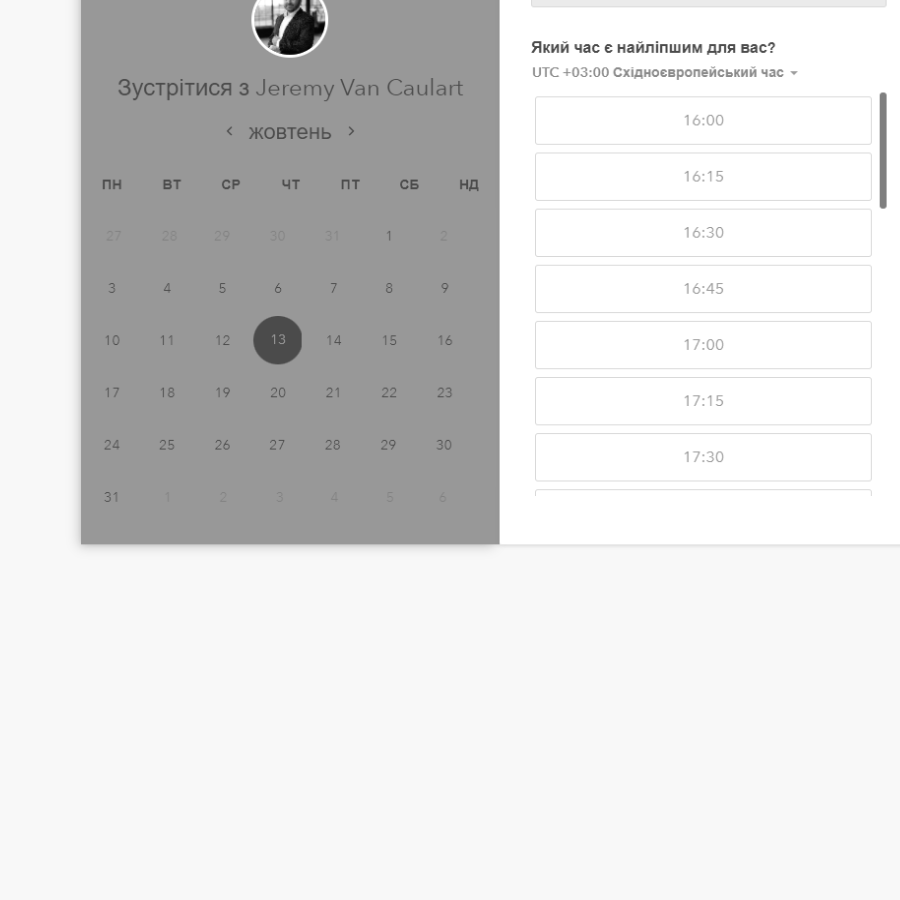 Зустрітися з Jeremy Van Caulart
‹ жовтень ›
ПН ВТ СР ЧТ ПТ СБ НД
27 28 29 30 31 1 2
3 4 5 6 7 8 9
10 11 12 13 14 15 16
17 18 19 20 21 22 23
24 25 26 27 28 29 30
31 1 2 3 4 5 6
Який час є найліпшим для вас?
UTC +03:00 Східноєвропейський час
16:00
16:15
16:30
16:45
17:00
17:15
17:30